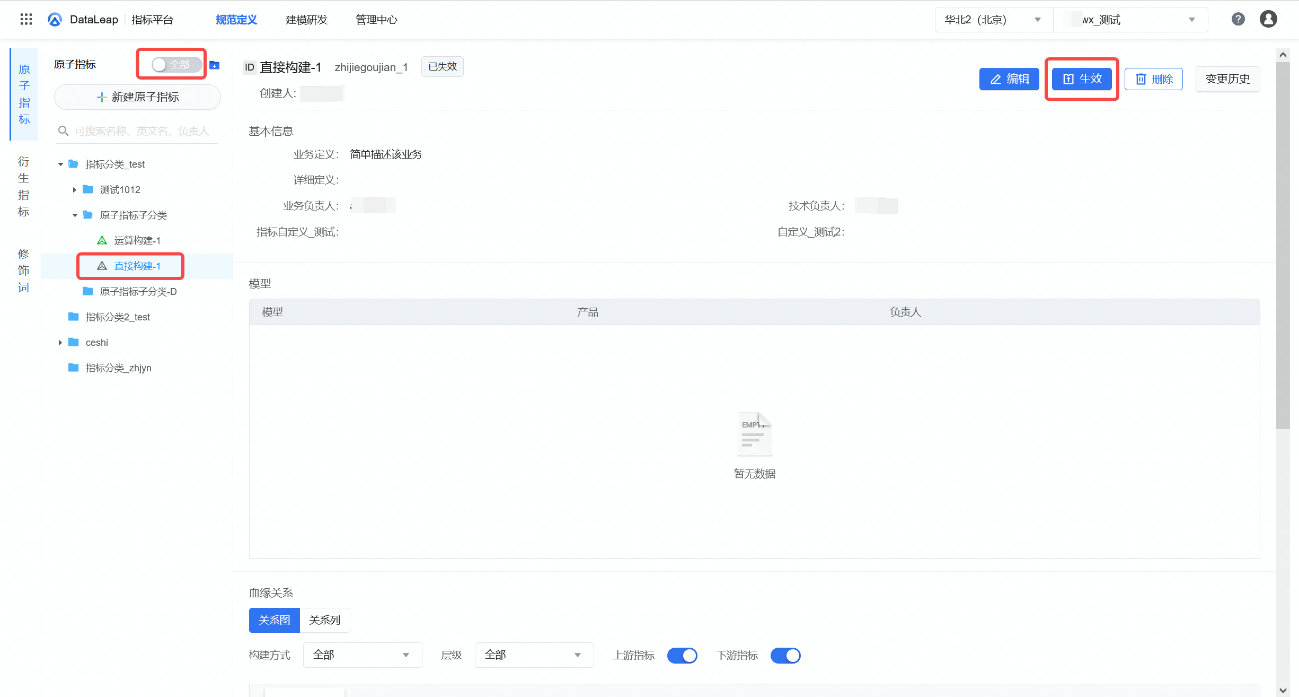 DataLeap 指标平台 规范定义 建模研发 管理中心 华北2（北京） wx_测试
原子指标
衍生指标
修饰词
原子指标 全部
新建原子指标
可搜索名称、英文名、负责人
指标分类_test
测试1012
原子指标子分类
运算构建-1
直接构建-1
原子指标子分类-D
指标分类2_test
ceshi
指标分类_zhjyn
ID 直接构建-1 zhijiegoujian_1 已失效
编辑 生效 删除 变更历史
创建人:
基本信息
业务定义: 简单描述该业务
详细定义:
业务负责人: 技术负责人:
指标自定义_测试: 自定义_测试2:
模型
模型 产品 负责人
EMPT
暂无数据
血缘关系
关系图 关系列
构建方式 全部 层级 全部 上游指标 下游指标